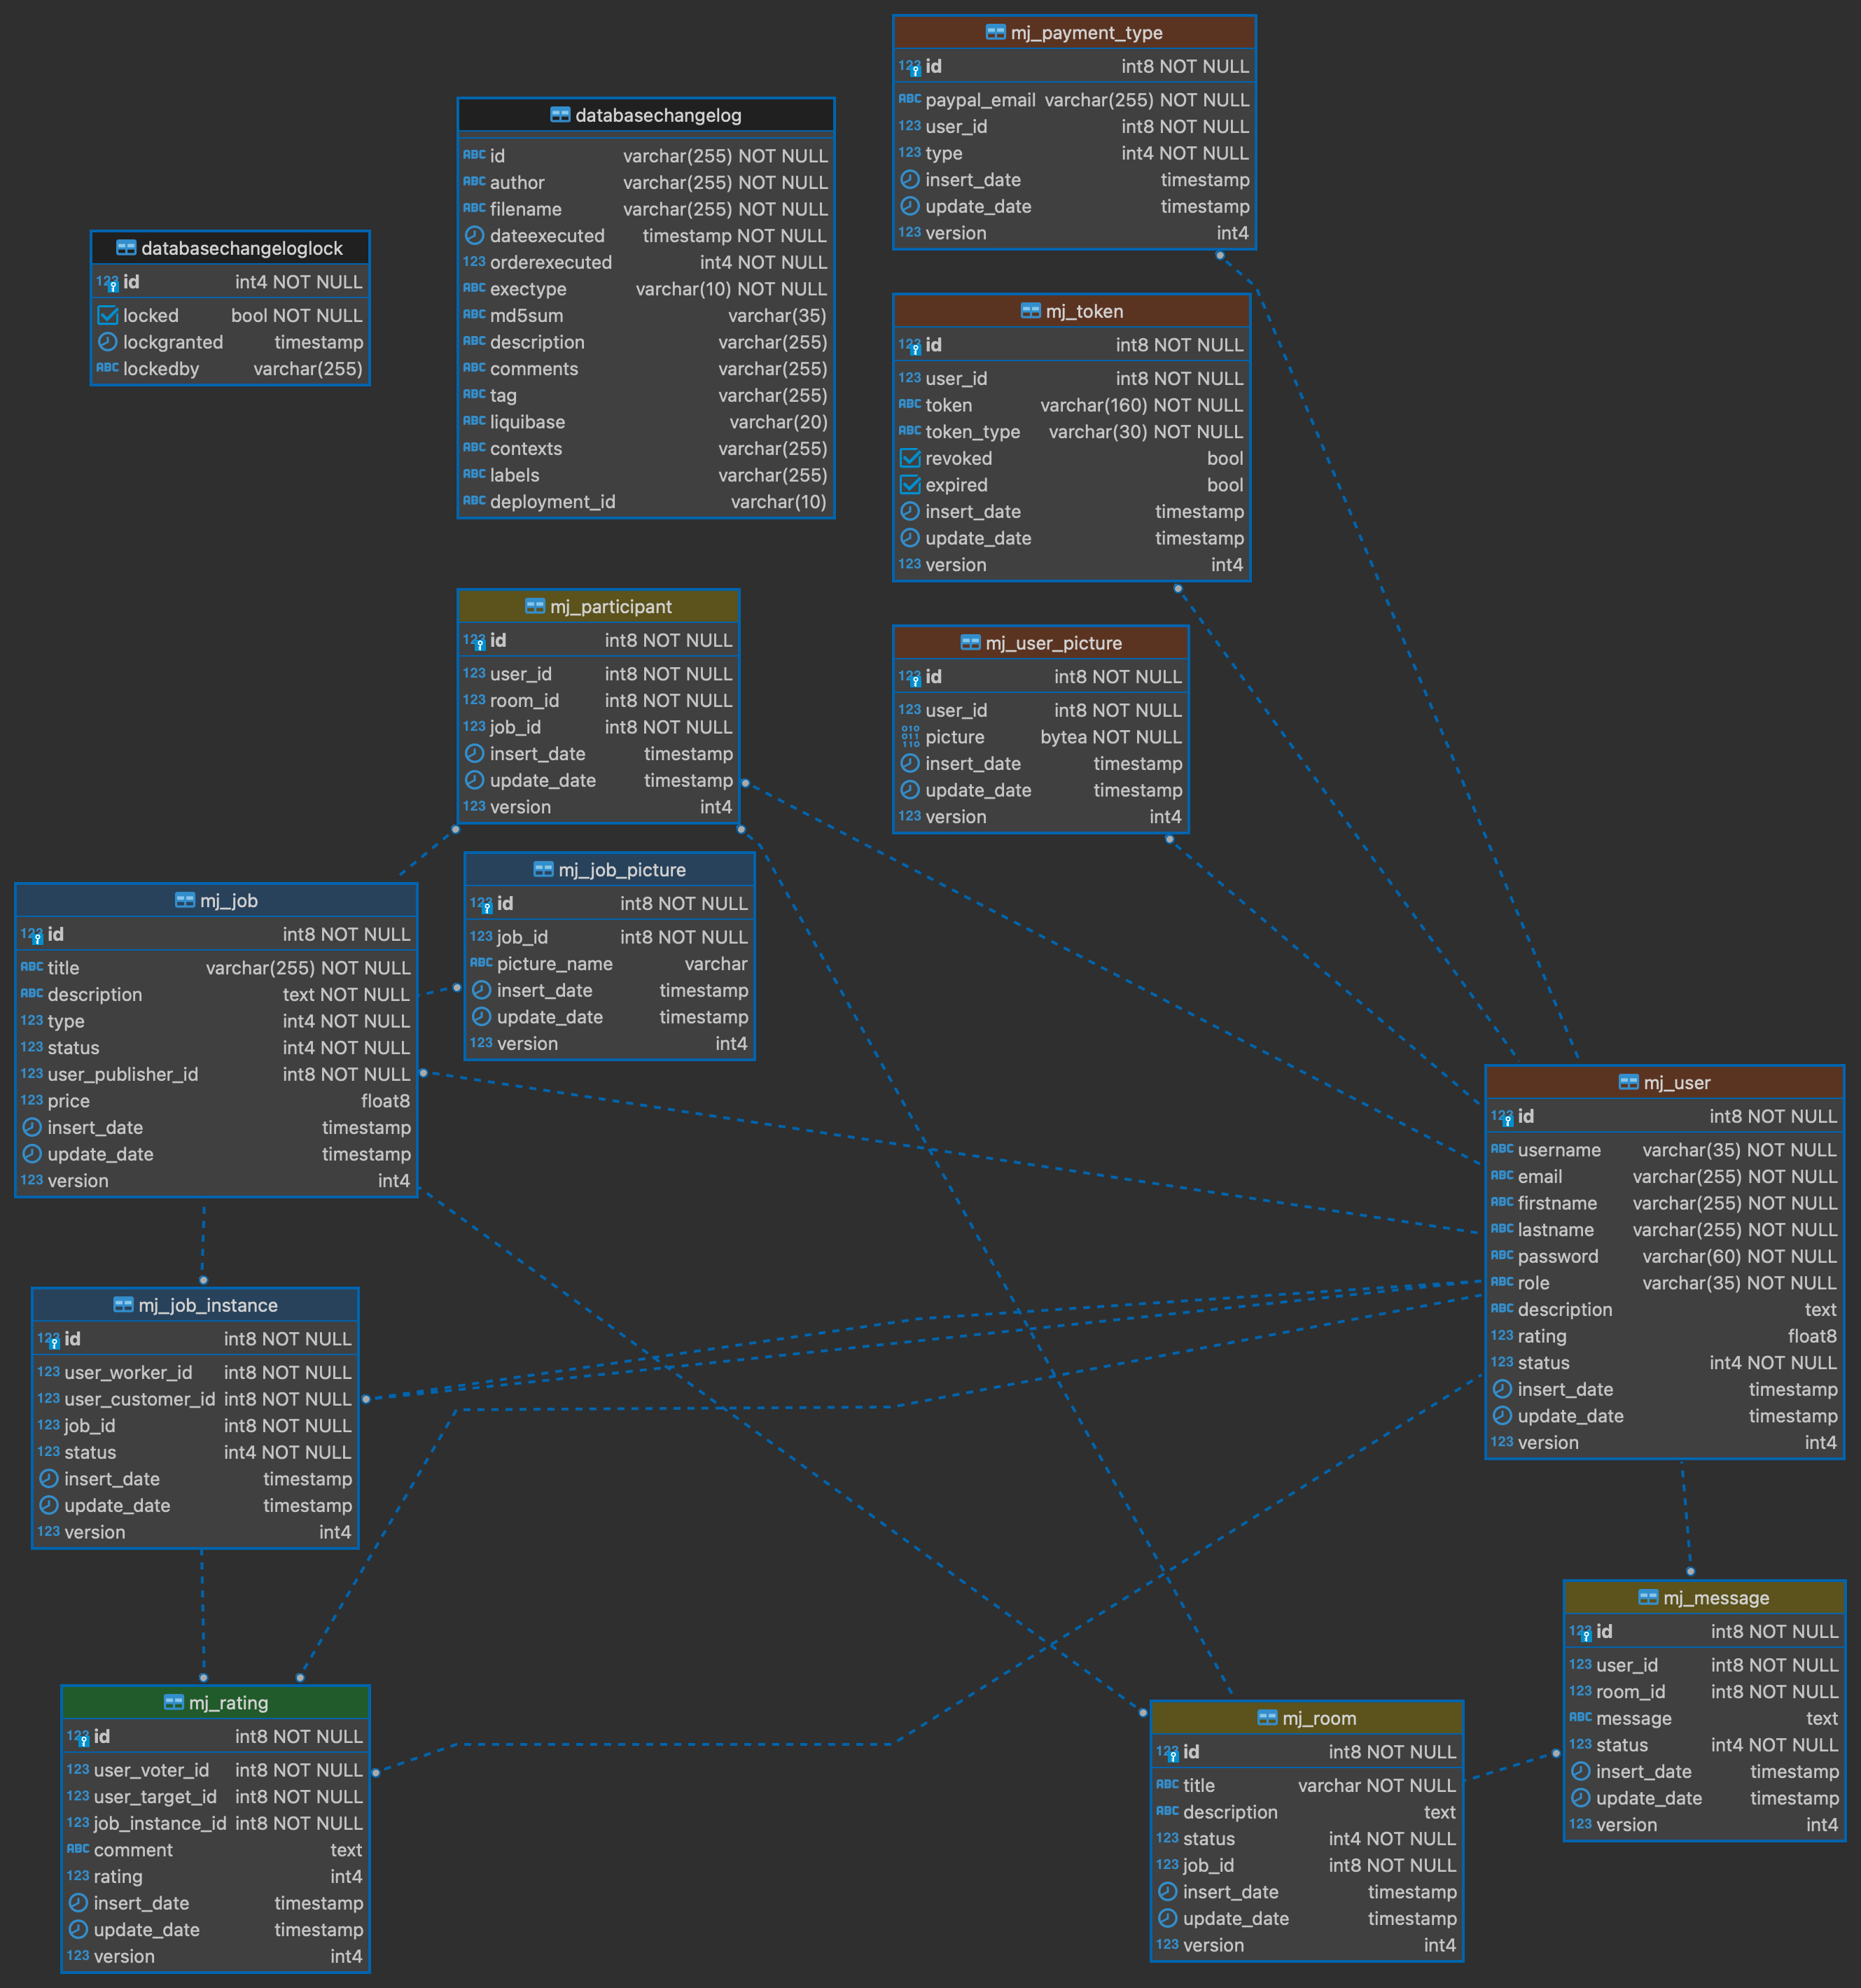 mj_payment_type
id int8 NOT NULL
paypal_email varchar(255) NOT NULL
user_id int8 NOT NULL
type int4 NOT NULL
insert_date timestamp
update_date timestamp
version int4
databasechangelog
id varchar(255) NOT NULL
author varchar(255) NOT NULL
filename varchar(255) NOT NULL
dateexecuted timestamp NOT NULL
orderexecuted int4 NOT NULL
exectype varchar(10) NOT NULL
md5sum varchar(35)
description varchar(255)
comments varchar(255)
tag varchar(255)
liquibase varchar(20)
contexts varchar(255)
labels varchar(255)
deployment_id varchar(10)
databasechangeloglock
id int4 NOT NULL
locked bool NOT NULL
lockgranted timestamp
lockedby varchar(255)
mj_token
id int8 NOT NULL
user_id int8 NOT NULL
token varchar(160) NOT NULL
token_type varchar(30) NOT NULL
revoked bool
expired bool
insert_date timestamp
update_date timestamp
version int4
mj_participant
id int8 NOT NULL
user_id int8 NOT NULL
room_id int8 NOT NULL
job_id int8 NOT NULL
insert_date timestamp
update_date timestamp
version int4
mj_user_picture
id int8 NOT NULL
user_id int8 NOT NULL
picture bytea NOT NULL
insert_date timestamp
update_date timestamp
version int4
mj_job_picture
id int8 NOT NULL
job_id int8 NOT NULL
picture_name varchar
insert_date timestamp
update_date timestamp
version int4
mj_job
id int8 NOT NULL
title varchar(255) NOT NULL
description text NOT NULL
type int4 NOT NULL
status int4 NOT NULL
user_publisher_id int8 NOT NULL
price float8
insert_date timestamp
update_date timestamp
version int4
mj_user
id int8 NOT NULL
username varchar(35) NOT NULL
email varchar(255) NOT NULL
firstname varchar(255) NOT NULL
lastname varchar(255) NOT NULL
password varchar(60) NOT NULL
role varchar(35) NOT NULL
description text
rating float8
status int4 NOT NULL
insert_date timestamp
update_date timestamp
version int4
mj_job_instance
id int8 NOT NULL
user_worker_id int8 NOT NULL
user_customer_id int8 NOT NULL
job_id int8 NOT NULL
status int4 NOT NULL
insert_date timestamp
update_date timestamp
version int4
mj_message
id int8 NOT NULL
user_id int8 NOT NULL
room_id int8 NOT NULL
message text
status int4 NOT NULL
insert_date timestamp
update_date timestamp
version int4
mj_rating
id int8 NOT NULL
user_voter_id int8 NOT NULL
user_target_id int8 NOT NULL
job_instance_id int8 NOT NULL
comment text
rating int4
insert_date timestamp
update_date timestamp
version int4
mj_room
id int8 NOT NULL
title varchar NOT NULL
description text
status int4 NOT NULL
job_id int8 NOT NULL
insert_date timestamp
update_date timestamp
version int4